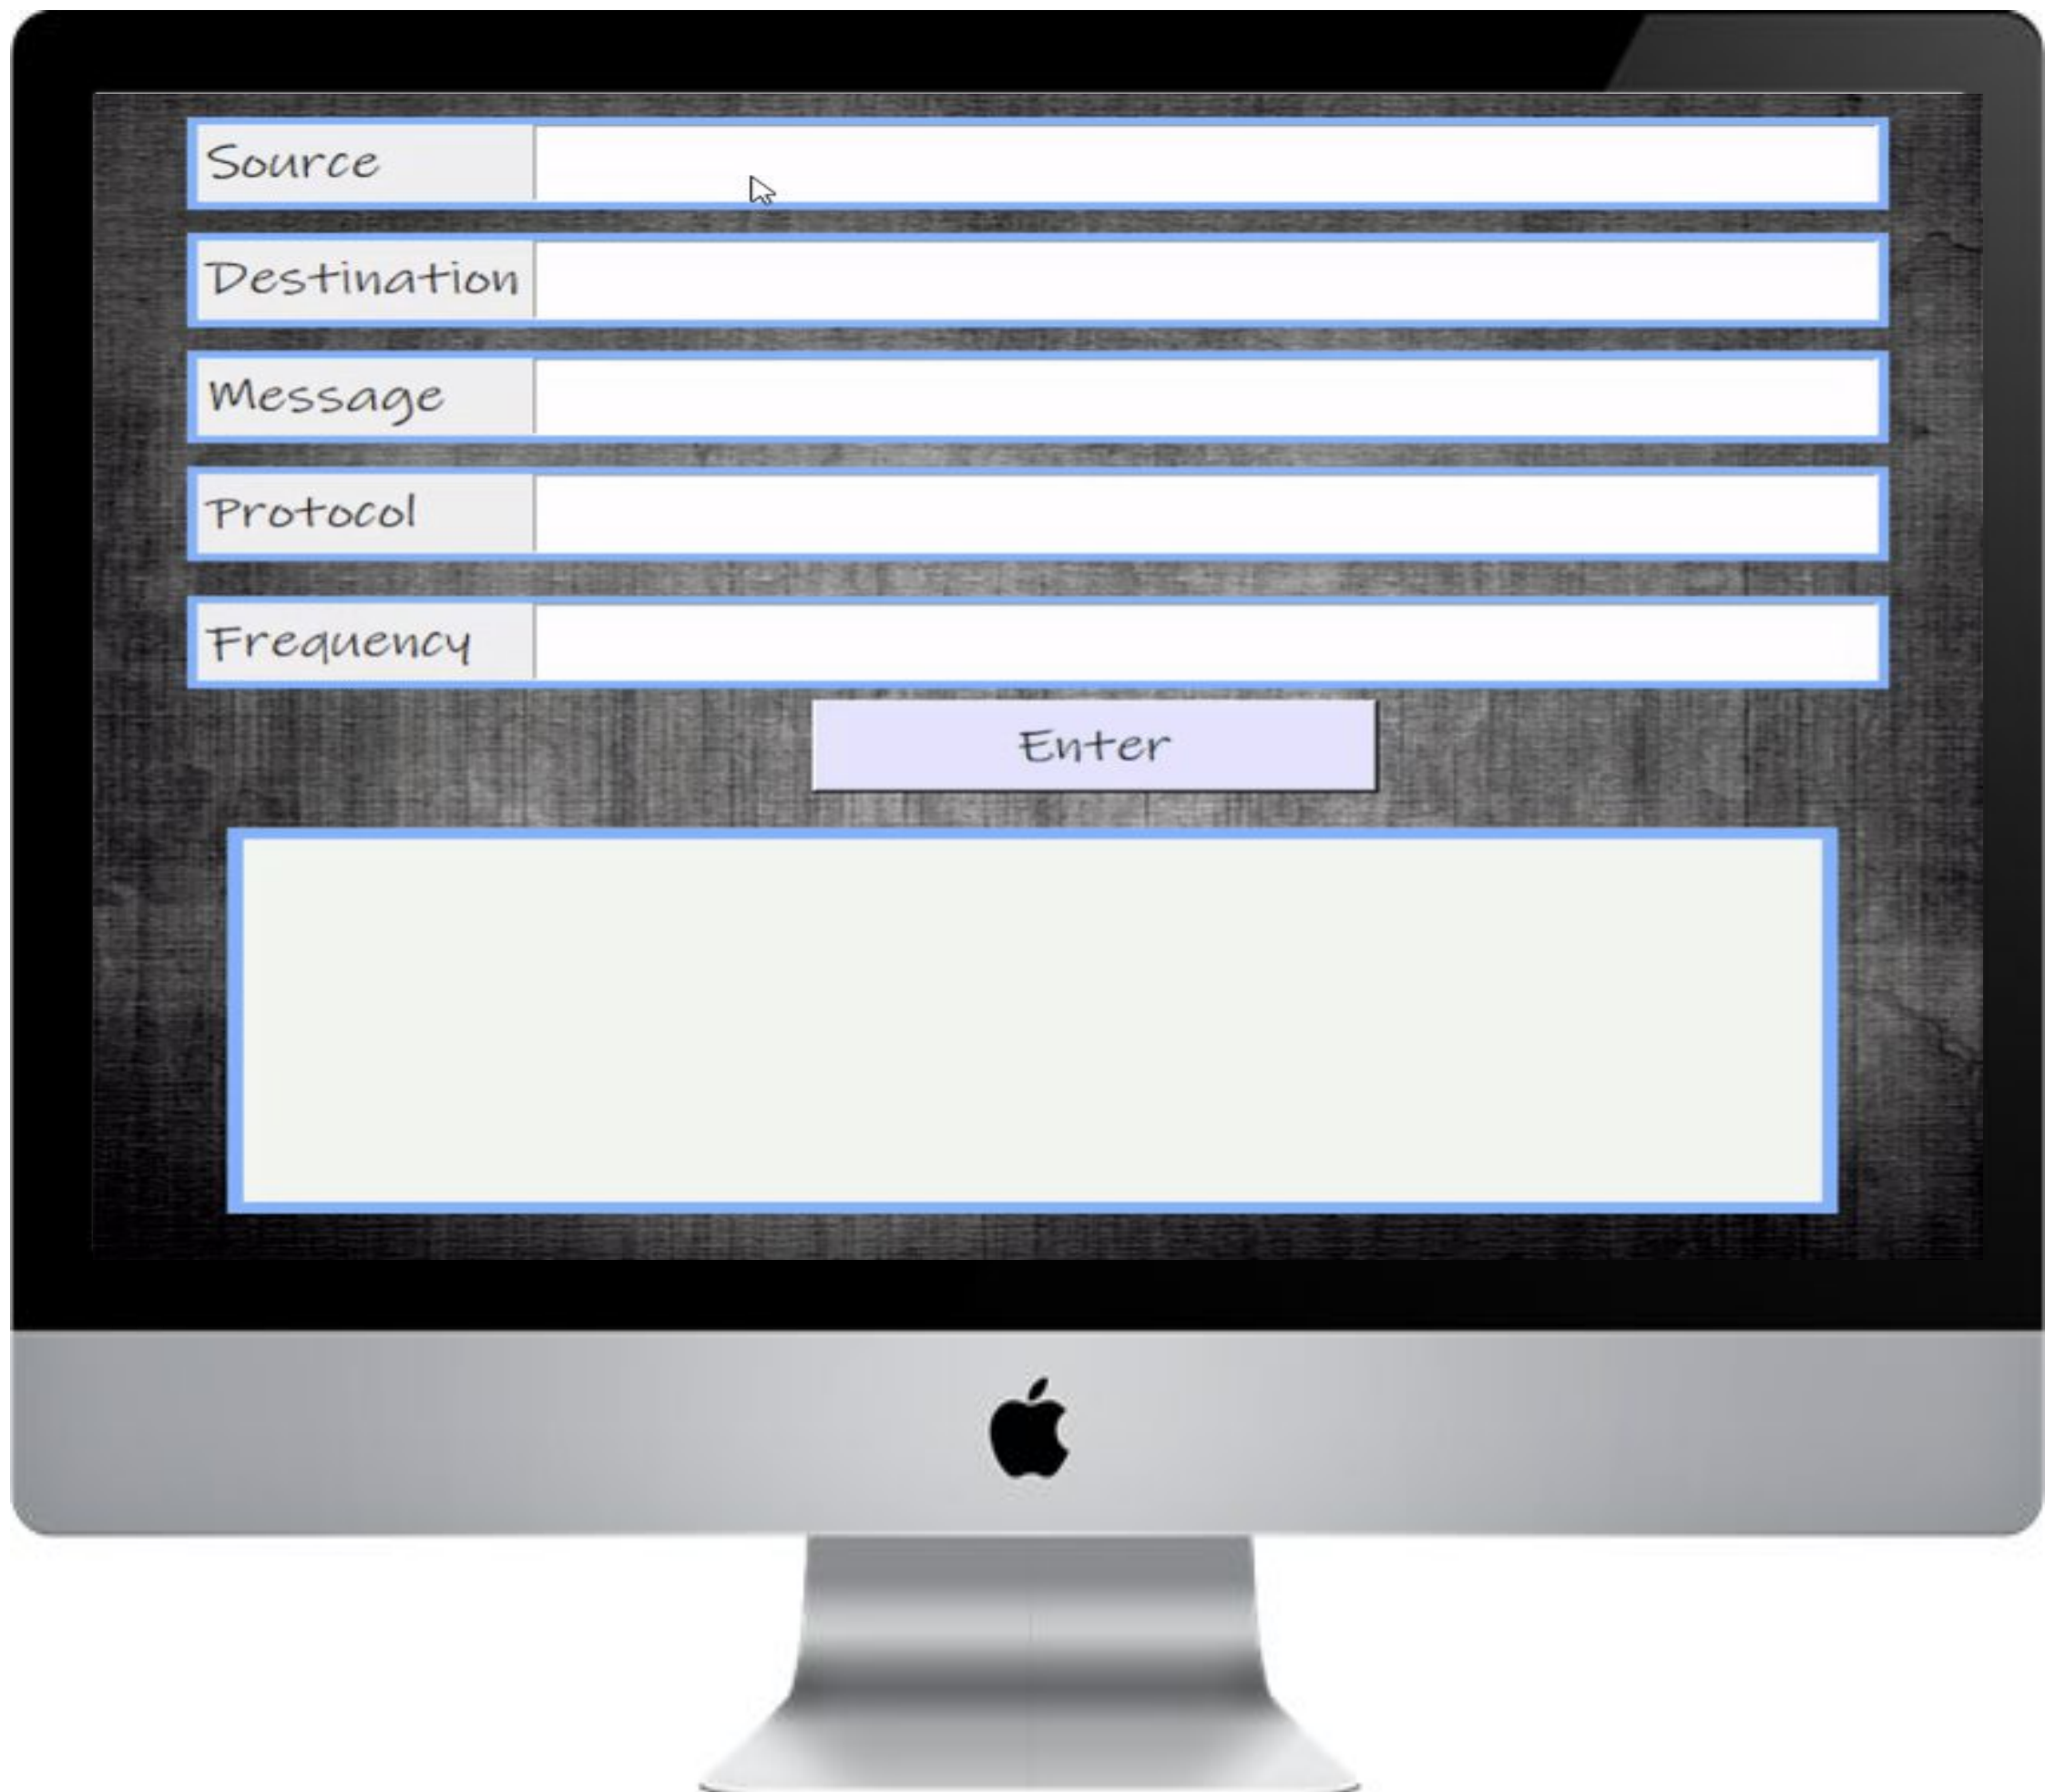 Source
Destination
Message
Protocol
Frequency
Enter